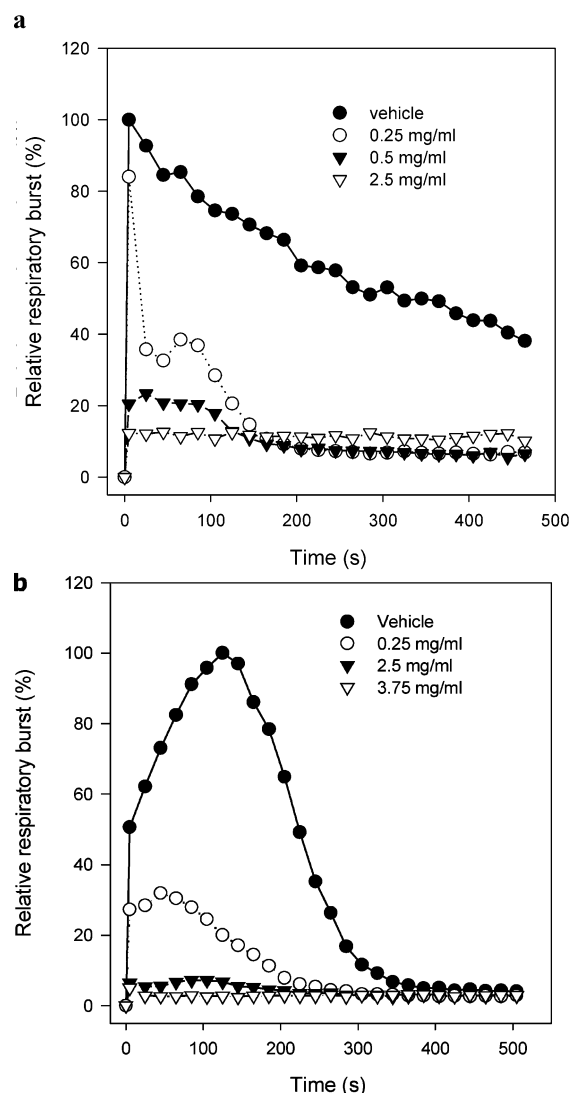 a
120
100
80
60
40
20
0
Relative respiratory burst (%)
vehicle
0.25 mg/ml
0.5 mg/ml
2.5 mg/ml
0 100 200 300 400 500
Time (s)
b
120
100
80
60
40
20
0
Relative respiratory burst (%)
Vehicle
0.25 mg/ml
2.5 mg/ml
3.75 mg/ml
0 100 200 300 400 500
Time (s)